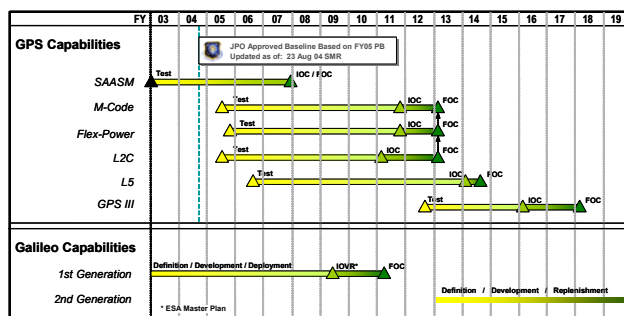 FY 03 04 05 06 07 08 09 10 11 12 13 14 15 16 17 18 19
GPS Capabilities
JPO Approved Baseline Based on FY05 PB
Updated as of: 23 Aug 04 SMR
SAASM Test IOC / FOC
M-Code Test IOC FOC
Flex-Power Test IOC FOC
L2C Test IOC FOC
L5 Test IOC FOC
GPS III Test IOC FOC
Galileo Capabilities
1st Generation Definition / Development / Deployment IOVR* FOC
2nd Generation Definition / Development / Replenishment
* ESA Master Plan